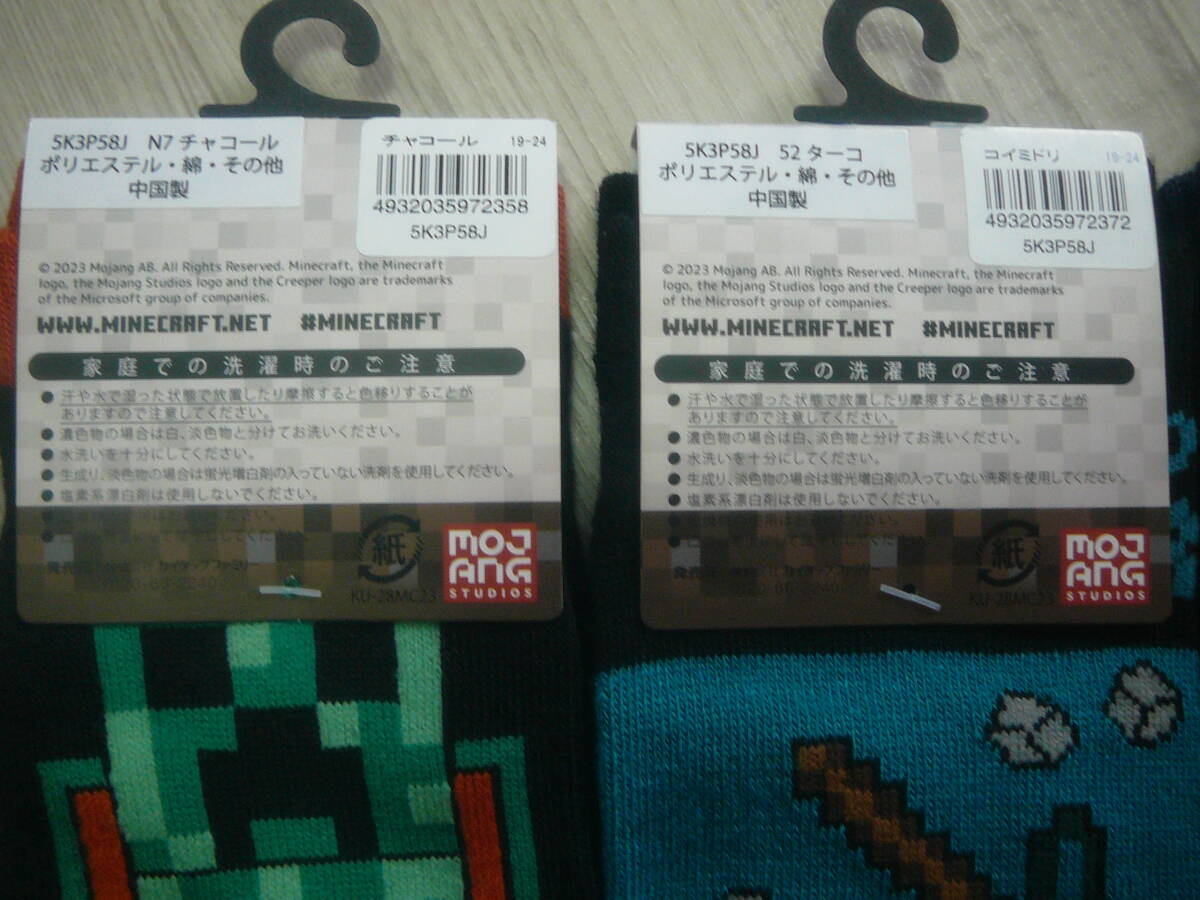 5K3P58J N7 チャコール
ポリエステル・綿・その他
中国製
チャコール 19-24
4932035972358
5K3P58J
© 2023 Mojang AB. All Rights Reserved. Minecraft, the Minecraft
logo, the Mojang Studios logo and the Creeper logo are trademarks
of the Microsoft group of companies.
WWW.MINECRAFT.NET #MINECRAFT
家庭での洗濯時のご注意
● 汗や水で湿った状態で放置したり摩擦すると色移りすることが
ありますので注意してください。
● 濃色物の場合は白、淡色物と分けてお洗いください。
● 水洗いを十分にしてください。
● 生成り、淡色物の場合は蛍光増白剤の入っていない洗剤を使用してください。
● 塩素系漂白剤は使用しないでください。
紙
KU-28MC23
MOJ
ANG
STUDIOS
5K3P58J 52 ターコ
ポリエステル・綿・その他
中国製
コイミドリ 19-24
4932035972372
5K3P58J
© 2023 Mojang AB. All Rights Reserved. Minecraft, the Minecraft
logo, the Mojang Studios logo and the Creeper logo are trademarks
of the Microsoft group of companies.
WWW.MINECRAFT.NET #MINECRAFT
家庭での洗濯時のご注意
● 汗や水で湿った状態で放置したり摩擦すると色移りすることが
ありますので注意してください。
● 濃色物の場合は白、淡色物と分けてお洗いください。
● 水洗いを十分にしてください。
● 生成り、淡色物の場合は蛍光増白剤の入っていない洗剤を使用してください。
● 塩素系漂白剤は使用しないでください。
紙
KU-28MC23
MOJ
ANG
STUDIOS